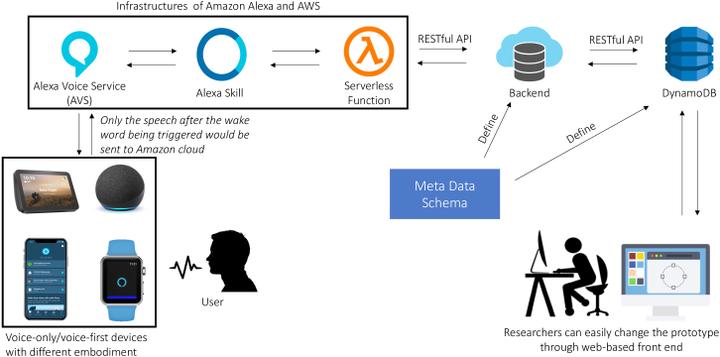 Infrastructures of Amazon Alexa and AWS
Alexa Voice Service
(AVS)
Alexa Skill
Serverless
Function
RESTful API
Backend
RESTful API
DynamoDB
Only the speech after the wake
word being triggered would be
sent to Amazon cloud
Define
Define
Meta Data
Schema
User
Voice-only/voice-first devices
with different embodiment
Researchers can easily change the prototype
through web-based front end